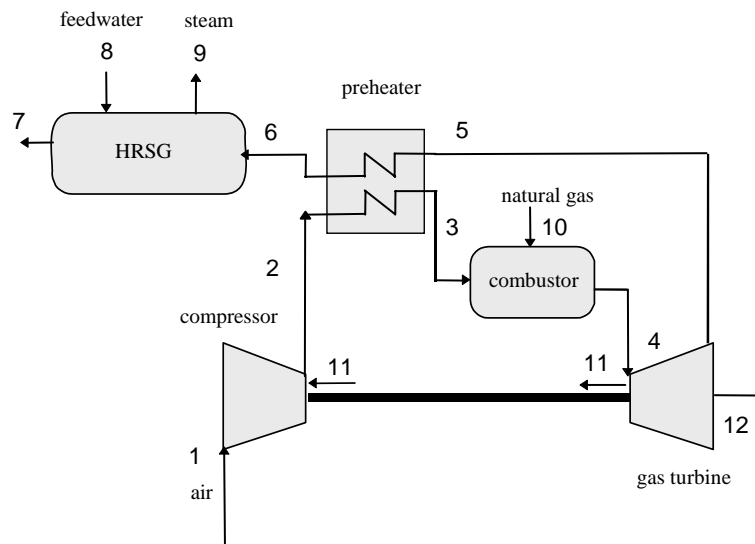 feedwater
steam
8
9
preheater
7
HRSG
6
5
natural gas
10
3
combustor
2
compressor
11
11
4
1
air
12
gas turbine